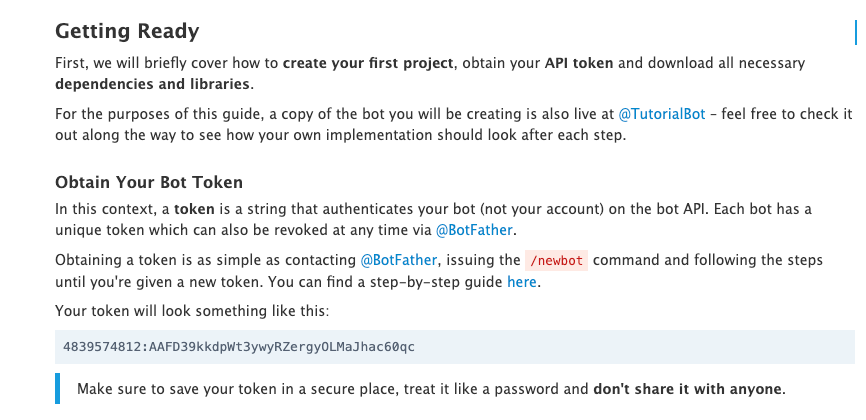 Getting Ready
First, we will briefly cover how to create your first project, obtain your API token and download all necessary
dependencies and libraries.
For the purposes of this guide, a copy of the bot you will be creating is also live at @TutorialBot – feel free to check it
out along the way to see how your own implementation should look after each step.
Obtain Your Bot Token
In this context, a token is a string that authenticates your bot (not your account) on the bot API. Each bot has a
unique token which can also be revoked at any time via @BotFather.
Obtaining a token is as simple as contacting @BotFather, issuing the /newbot command and following the steps
until you're given a new token. You can find a step-by-step guide here.
Your token will look something like this:
4839574812:AAFD39kkdpWt3ywyRZergyOLMaJhac60qc
Make sure to save your token in a secure place, treat it like a password and don't share it with anyone.